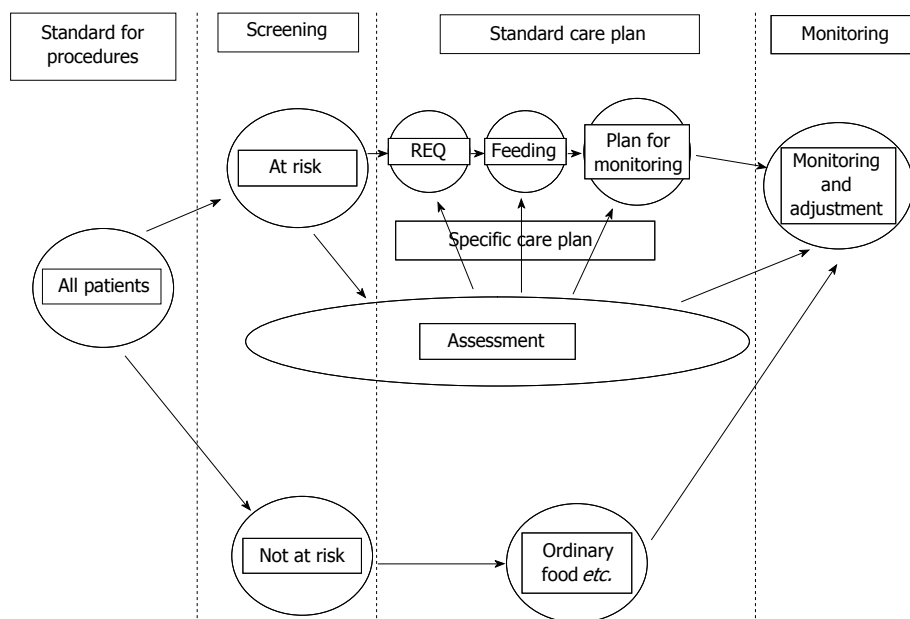 Standard for
procedures
Screening
Standard care plan
Monitoring
At risk
REQ
Feeding
Plan for
monitoring
Monitoring
and
adjustment
Specific care plan
All patients
Assessment
Not at risk
Ordinary
food etc.